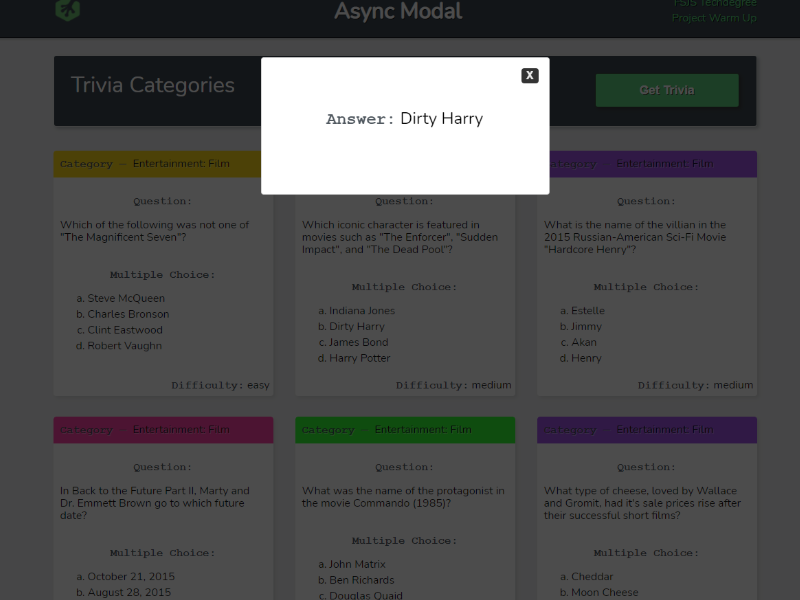 Async Modal
FSJS Techdegree
Project Warm Up
Trivia Categories
Get Trivia
X
Answer: Dirty Harry
Category — Entertainment: Film
Question:
Which of the following was not one of
"The Magnificent Seven"?
Multiple Choice:
a. Steve McQueen
b. Charles Bronson
c. Clint Eastwood
d. Robert Vaughn
Difficulty: easy
Question:
Which iconic character is featured in
movies such as "The Enforcer", "Sudden
Impact", and "The Dead Pool"?
Multiple Choice:
a. Indiana Jones
b. Dirty Harry
c. James Bond
d. Harry Potter
Difficulty: medium
Category — Entertainment: Film
Question:
What is the name of the villian in the
2015 Russian-American Sci-Fi Movie
"Hardcore Henry"?
Multiple Choice:
a. Estelle
b. Jimmy
c. Akan
d. Henry
Difficulty: medium
Category — Entertainment: Film
Question:
In Back to the Future Part II, Marty and
Dr. Emmett Brown go to which future
date?
Multiple Choice:
a. October 21, 2015
b. August 28, 2015
Category — Entertainment: Film
Question:
What was the name of the protagonist in
the movie Commando (1985)?
Multiple Choice:
a. John Matrix
b. Ben Richards
c. Douglas Quaid
Category — Entertainment: Film
Question:
What type of cheese, loved by Wallace
and Gromit, had it's sale prices rise after
their successful short films?
Multiple Choice:
a. Cheddar
b. Moon Cheese